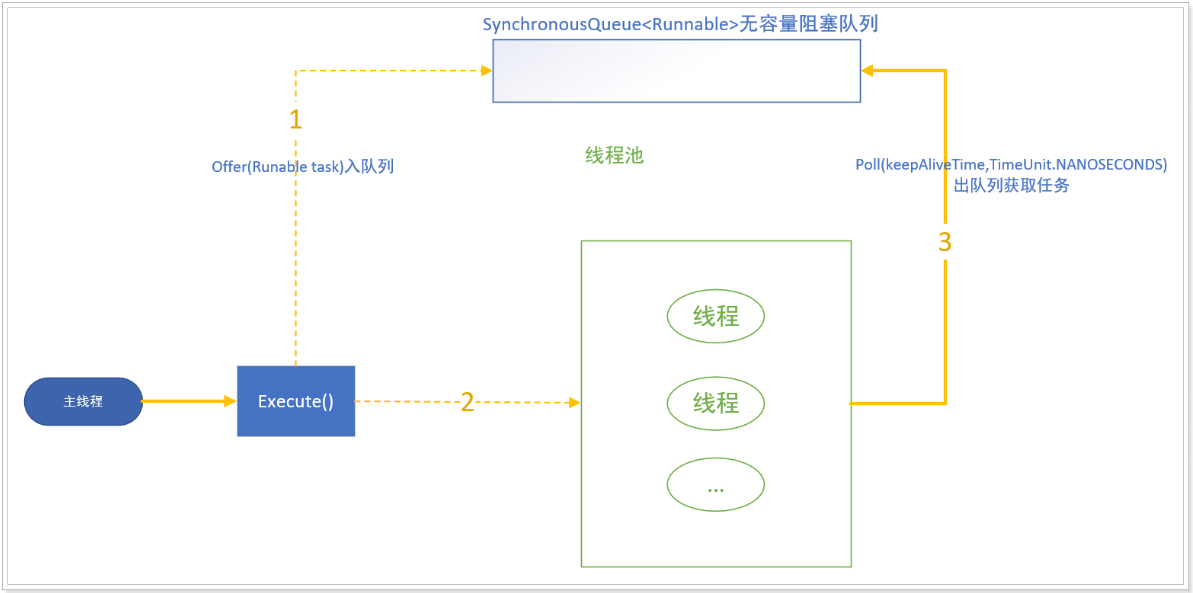 SynchronousQueue<Runnable>无容量阻塞队列
1
Offer(Runable task)入队列
线程池
Poll(keepAliveTime,TimeUnit.NANOSECONDS)
出队列获取任务
3
线程
主线程
Execute()
2
线程
...